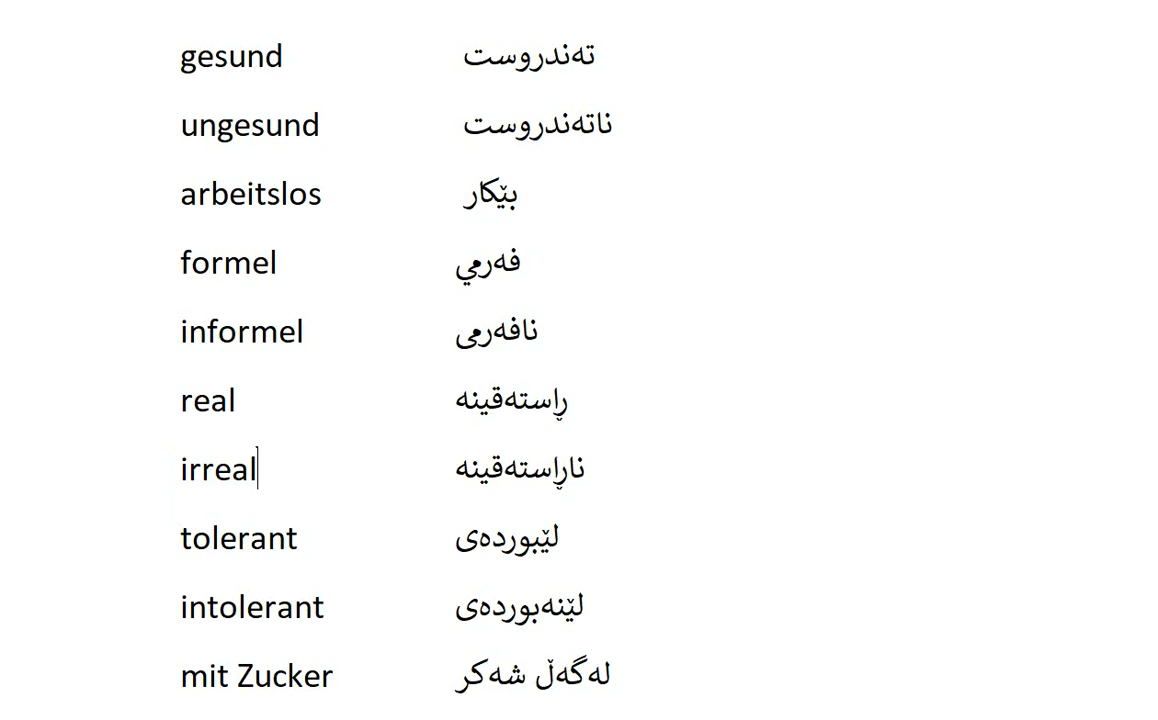 gesund تەندروست
ungesund ناتەندروست
arbeitslos بێکار
formel فەرمي
informel نافەرمی
real ڕاستەقینە
irreal ناڕاستەقینە
tolerant لێبوردەی
intolerant لێنەبوردەی
mit Zucker لەگەڵ شەکر